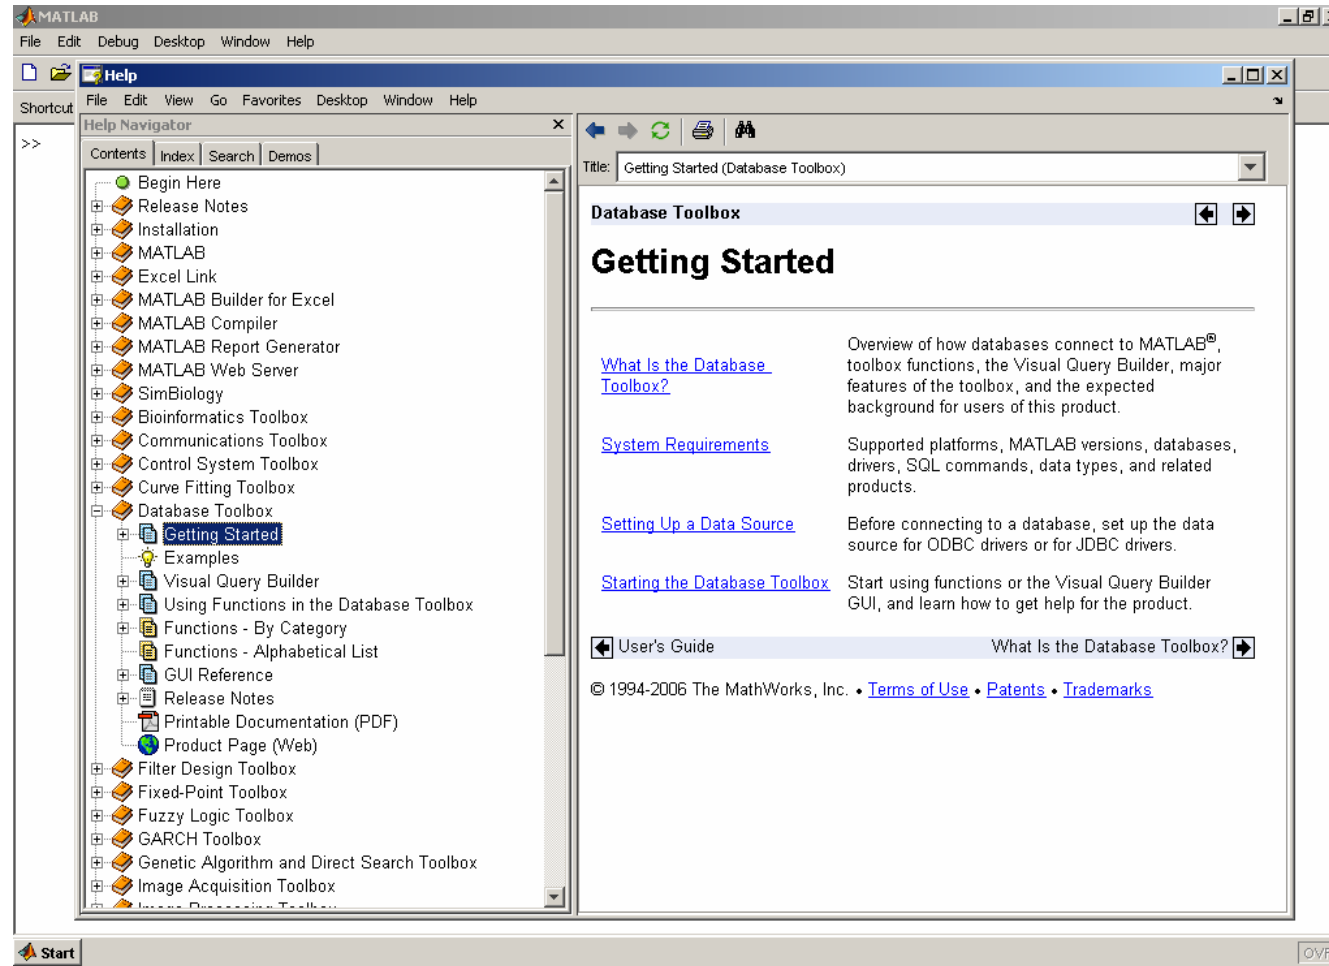 MATLAB
File Edit Debug Desktop Window Help
Shortcut
>>
Help
File Edit View Go Favorites Desktop Window Help
Help Navigator
Contents Index Search Demos
Begin Here
Release Notes
Installation
MATLAB
Excel Link
MATLAB Builder for Excel
MATLAB Compiler
MATLAB Report Generator
MATLAB Web Server
SimBiology
Bioinformatics Toolbox
Communications Toolbox
Control System Toolbox
Curve Fitting Toolbox
Database Toolbox
Getting Started
Examples
Visual Query Builder
Using Functions in the Database Toolbox
Functions - By Category
Functions - Alphabetical List
GUI Reference
Release Notes
Printable Documentation (PDF)
Product Page (Web)
Filter Design Toolbox
Fixed-Point Toolbox
Fuzzy Logic Toolbox
GARCH Toolbox
Genetic Algorithm and Direct Search Toolbox
Image Acquisition Toolbox
Image Processing Toolbox
Title: Getting Started (Database Toolbox)
Database Toolbox
Getting Started
What Is the Database
Toolbox?
Overview of how databases connect to MATLAB®,
toolbox functions, the Visual Query Builder, major
features of the toolbox, and the expected
background for users of this product.
System Requirements
Supported platforms, MATLAB versions, databases,
drivers, SQL commands, data types, and related
products.
Setting Up a Data Source
Before connecting to a database, set up the data
source for ODBC drivers or for JDBC drivers.
Starting the Database Toolbox
Start using functions or the Visual Query Builder
GUI, and learn how to get help for the product.
User's Guide What Is the Database Toolbox?
© 1994-2006 The MathWorks, Inc. • Terms of Use • Patents • Trademarks
Start
OVR